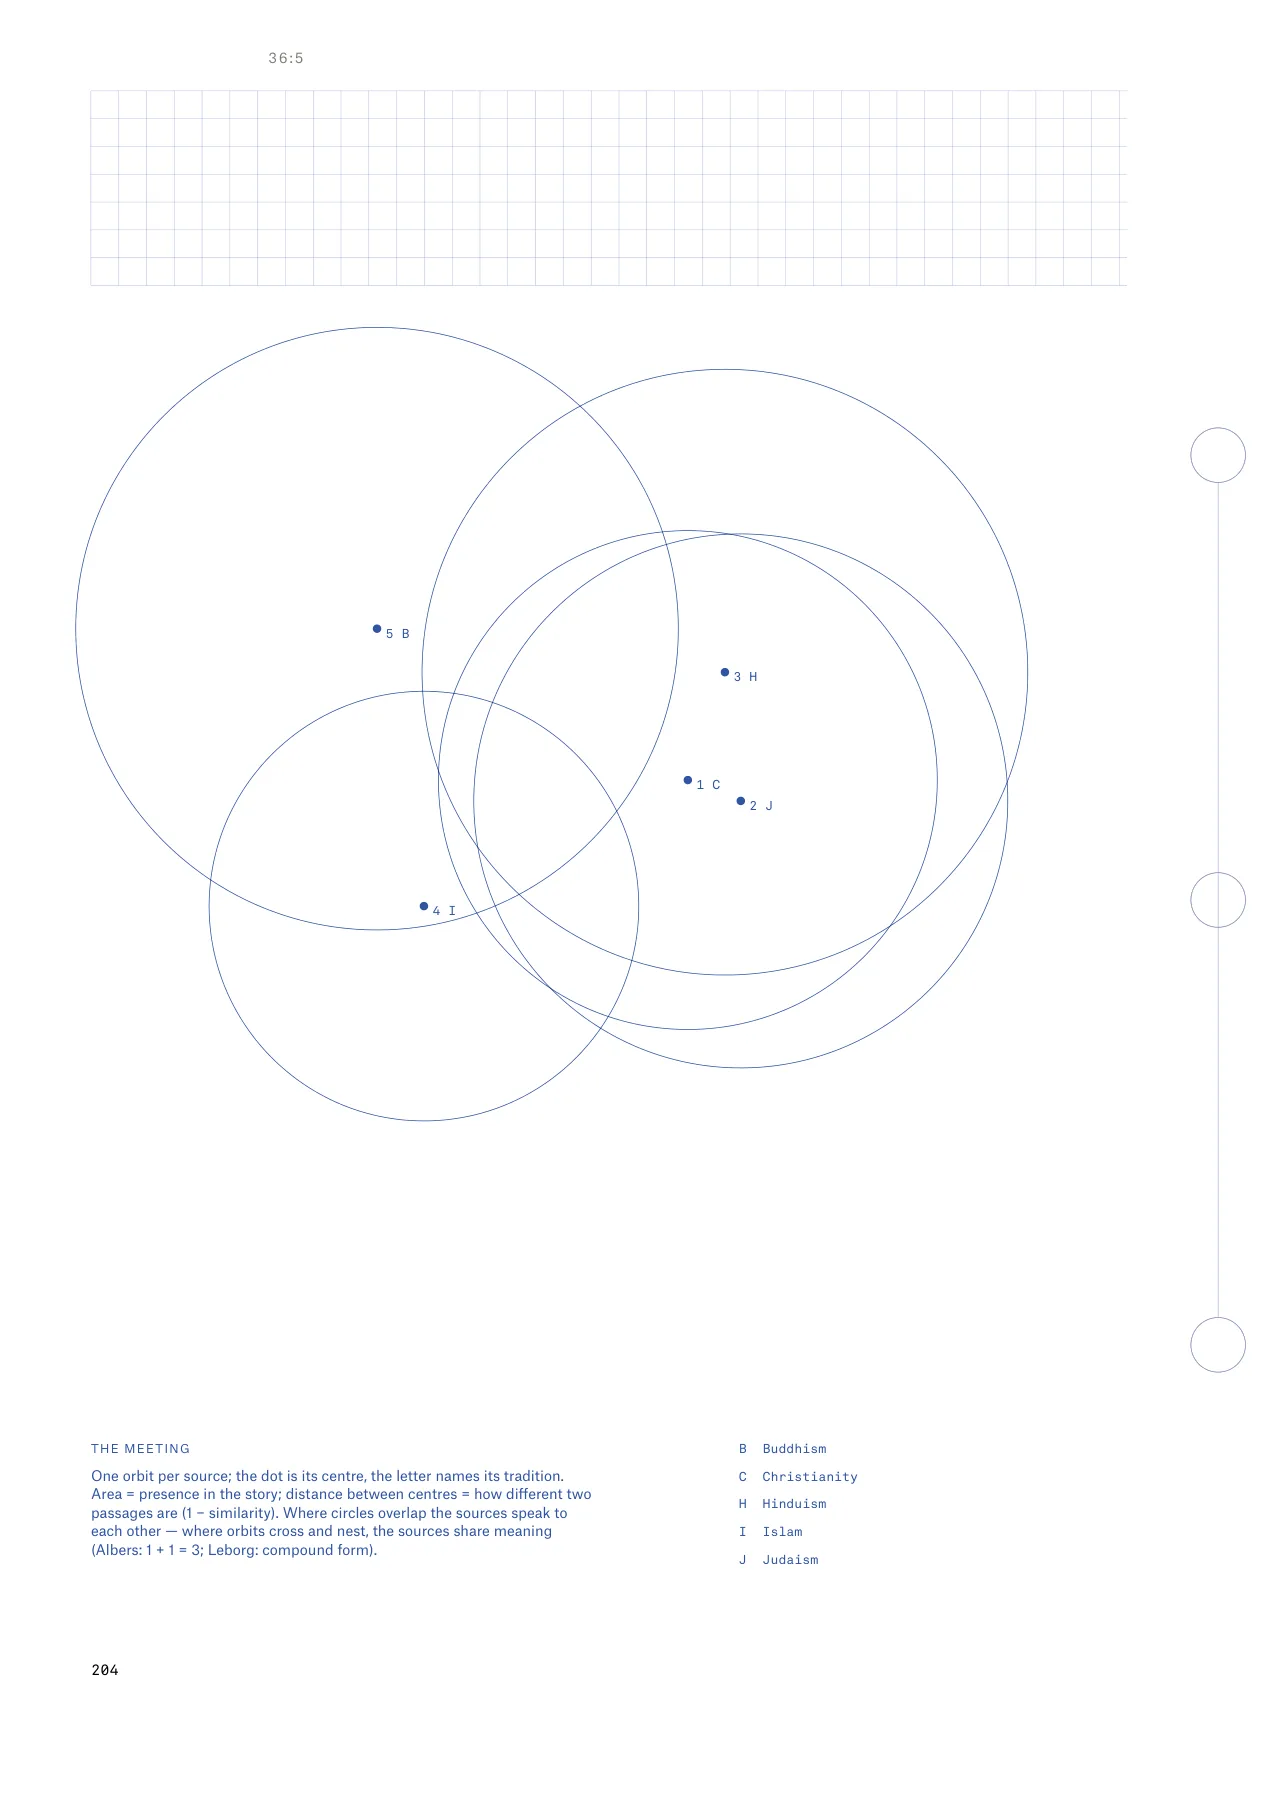 36:5
5 B
3 H
1 C
2 J
4 I
THE MEETING
One orbit per source; the dot is its centre, the letter names its tradition.
Area = presence in the story; distance between centres = how different two
passages are (1 − similarity). Where circles overlap the sources speak to
each other — where orbits cross and nest, the sources share meaning
(Albers: 1 + 1 = 3; Leborg: compound form).
B Buddhism
C Christianity
H Hinduism
I Islam
J Judaism
204